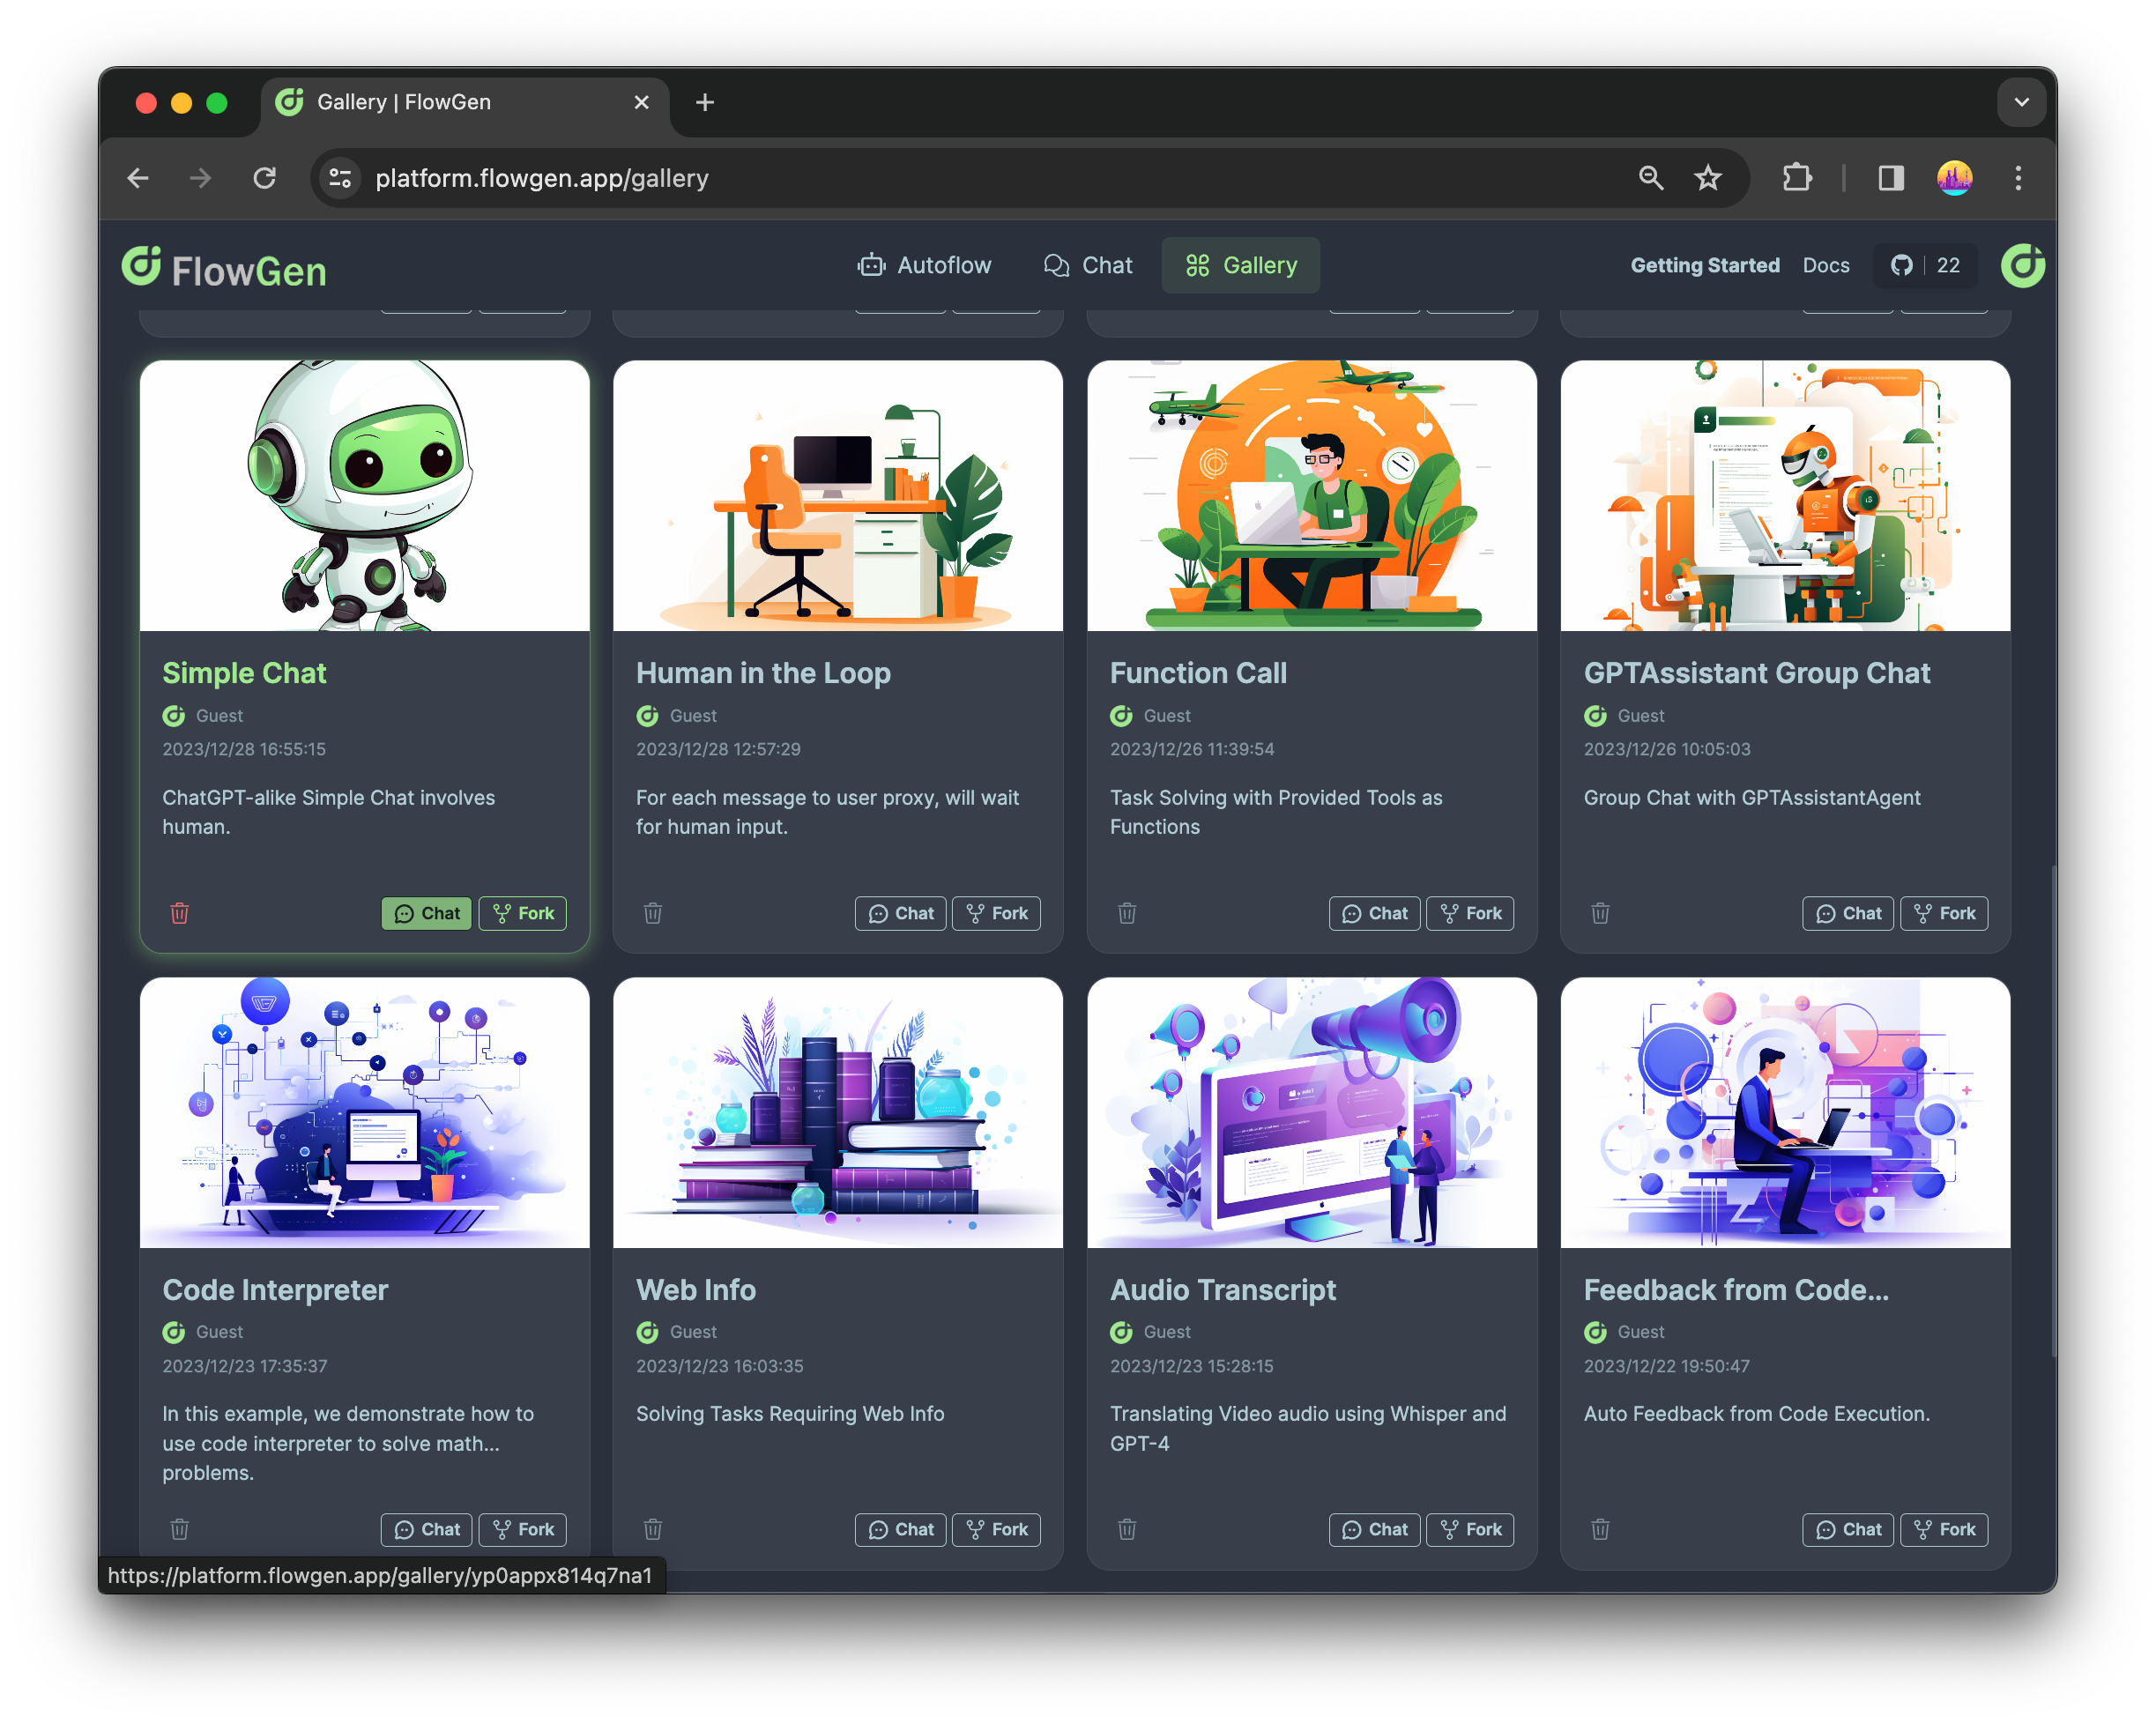 Gallery | FlowGen
platform.flowgen.app/gallery
FlowGen
Autoflow
Chat
Gallery
Getting Started
Docs
22
Simple Chat
Guest
2023/12/28 16:55:15
ChatGPT-alike Simple Chat involves
human.
Chat
Fork
Human in the Loop
Guest
2023/12/28 12:57:29
For each message to user proxy, will wait
for human input.
Chat
Fork
Function Call
Guest
2023/12/26 11:39:54
Task Solving with Provided Tools as
Functions
Chat
Fork
GPTAssistant Group Chat
Guest
2023/12/26 10:05:03
Group Chat with GPTAssistantAgent
Chat
Fork
Code Interpreter
Guest
2023/12/23 17:35:37
In this example, we demonstrate how to
use code interpreter to solve math...
problems.
Chat
Fork
Web Info
Guest
2023/12/23 16:03:35
Solving Tasks Requiring Web Info
Chat
Fork
Audio Transcript
Guest
2023/12/23 15:28:15
Translating Video audio using Whisper and
GPT-4
Chat
Fork
Feedback from Code...
Guest
2023/12/22 19:50:47
Auto Feedback from Code Execution.
Chat
Fork
https://platform.flowgen.app/gallery/yp0appx814q7na1